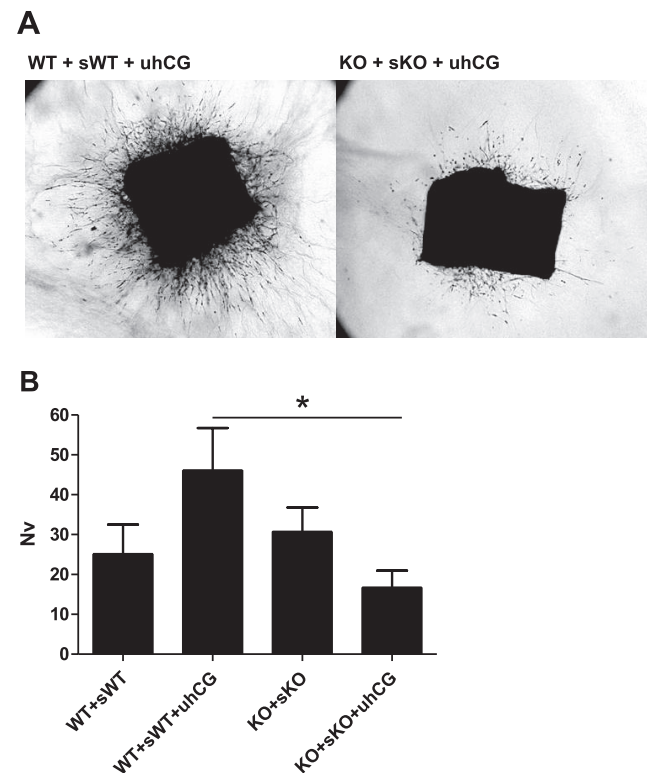 A
WT + sWT + uhCG
KO + sKO + uhCG
B
*
60
50
40
30
20
10
0
Nv
WT+sWT
WT+sWT+uhCG
KO+sKO
KO+sKO+uhCG